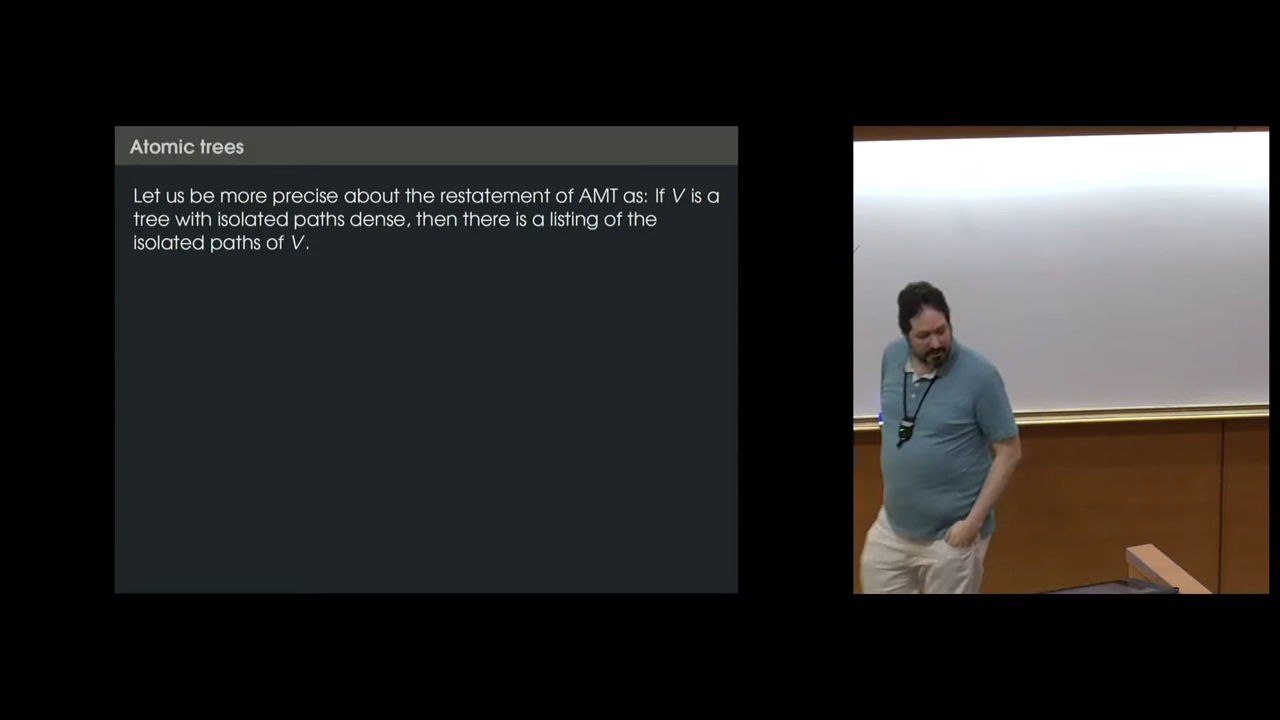 Atomic trees
Let us be more precise about the restatement of AMT as: If V is a
tree with isolated paths dense, then there is a listing of the
isolated paths of V.